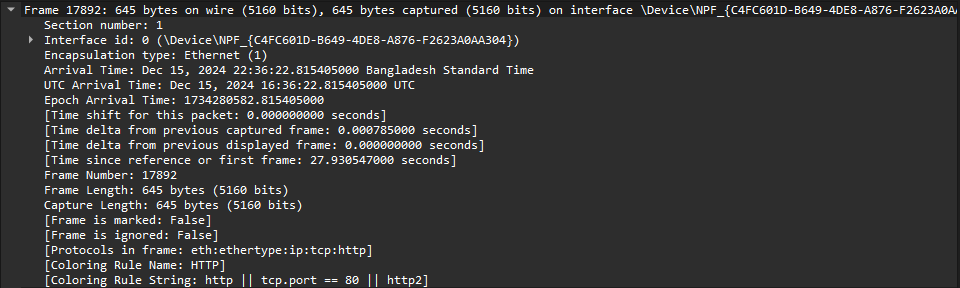 Frame 17892: 645 bytes on wire (5160 bits), 645 bytes captured (5160 bits) on interface \Device\NPF_{C4FC601D-B649-4DE8-A876-F2623A0AA
Section number: 1
Interface id: 0 (\Device\NPF_{C4FC601D-B649-4DE8-A876-F2623A0AA304})
Encapsulation type: Ethernet (1)
Arrival Time: Dec 15, 2024 22:36:22.815405000 Bangladesh Standard Time
UTC Arrival Time: Dec 15, 2024 16:36:22.815405000 UTC
Epoch Arrival Time: 1734280582.815405000
[Time shift for this packet: 0.000000000 seconds]
[Time delta from previous captured frame: 0.000785000 seconds]
[Time delta from previous displayed frame: 0.000000000 seconds]
[Time since reference or first frame: 27.930547000 seconds]
Frame Number: 17892
Frame Length: 645 bytes (5160 bits)
Capture Length: 645 bytes (5160 bits)
[Frame is marked: False]
[Frame is ignored: False]
[Protocols in frame: eth:ethertype:ip:tcp:http]
[Coloring Rule Name: HTTP]
[Coloring Rule String: http || tcp.port == 80 || http2]